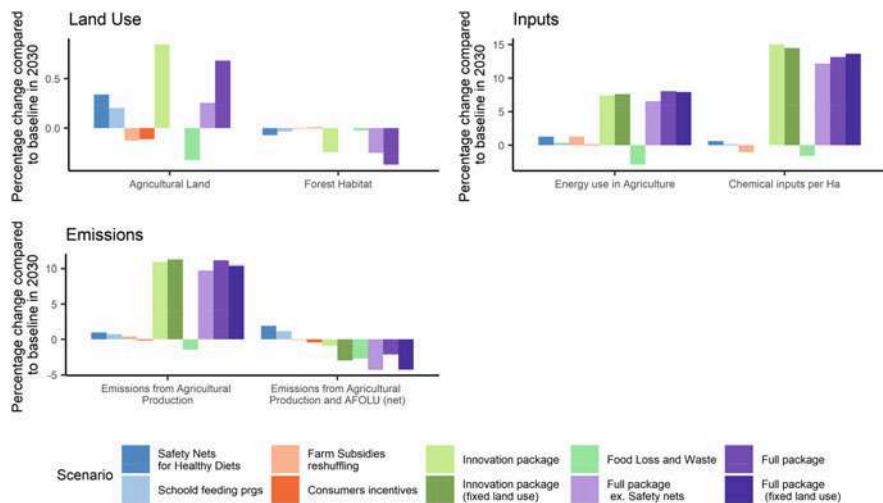 Land Use
Percentage change compared
to baseline in 2030
0.5
0.0
Agricultural Land
Forest Habitat
Inputs
Percentage change compared
to baseline in 2030
15
10
5
0
Energy use in Agriculture
Chemical inputs per Ha
Emissions
Percentage change compared
to baseline in 2030
10
5
0
-5
Emissions from Agricultural
Production
Emissions from Agricultural
Production and AFOLU (net)
Scenario
Safety Nets
for Healthy Diets
Schoold feeding prgs
Farm Subsidies
reshuffling
Consumers incentives
Innovation package
Innovation package
(fixed land use)
Food Loss and Waste
Full package
ex. Safety nets
Full package
Full package
(fixed land use)